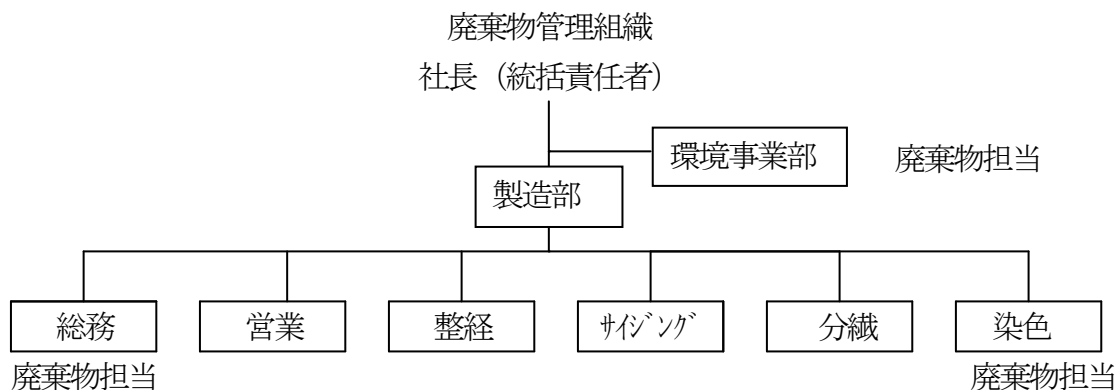 廃棄物管理組織
社長（統括責任者）
環境事業部 廃棄物担当
製造部
総務 営業 整経 ｻｲｼﾞﾝｸﾞ 分繊 染色
廃棄物担当 廃棄物担当